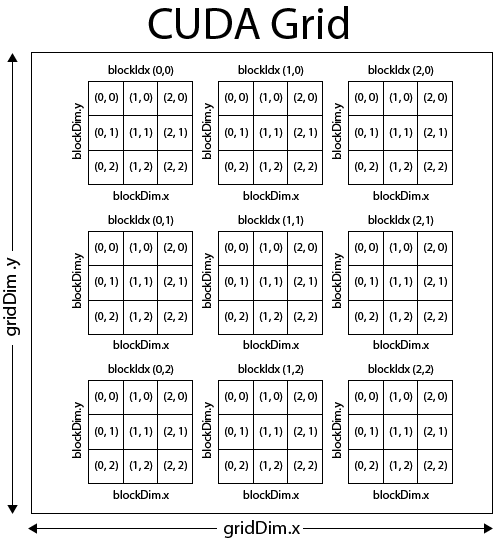 CUDA Grid
blockIdx (0,0) blockIdx (1,0) blockIdx (2,0)
blockDim.y (0, 0) (1, 0) (2, 0) blockDim.y (0, 0) (1, 0) (2, 0) blockDim.y (0, 0) (1, 0) (2, 0)
(0, 1) (1, 1) (2, 1) (0, 1) (1, 1) (2, 1) (0, 1) (1, 1) (2, 1)
(0, 2) (1, 2) (2, 2) (0, 2) (1, 2) (2, 2) (0, 2) (1, 2) (2, 2)
blockDim.x blockDim.x blockDim.x
blockIdx (0,1) blockIdx (1,1) blockIdx (2,1)
blockDim.y (0, 0) (1, 0) (2, 0) blockDim.y (0, 0) (1, 0) (2, 0) blockDim.y (0, 0) (1, 0) (2, 0)
(0, 1) (1, 1) (2, 1) (0, 1) (1, 1) (2, 1) (0, 1) (1, 1) (2, 1)
(0, 2) (1, 2) (2, 2) (0, 2) (1, 2) (2, 2) (0, 2) (1, 2) (2, 2)
blockDim.x blockDim.x blockDim.x
gridDim .y
blockIdx (0,2) blockIdx (1,2) blockIdx (2,2)
blockDim.y (0, 0) (1, 0) (2, 0) blockDim.y (0, 0) (1, 0) (2, 0) blockDim.y (0, 0) (1, 0) (2, 0)
(0, 1) (1, 1) (2, 1) (0, 1) (1, 1) (2, 1) (0, 1) (1, 1) (2, 1)
(0, 2) (1, 2) (2, 2) (0, 2) (1, 2) (2, 2) (0, 2) (1, 2) (2, 2)
blockDim.x blockDim.x blockDim.x
gridDim.x